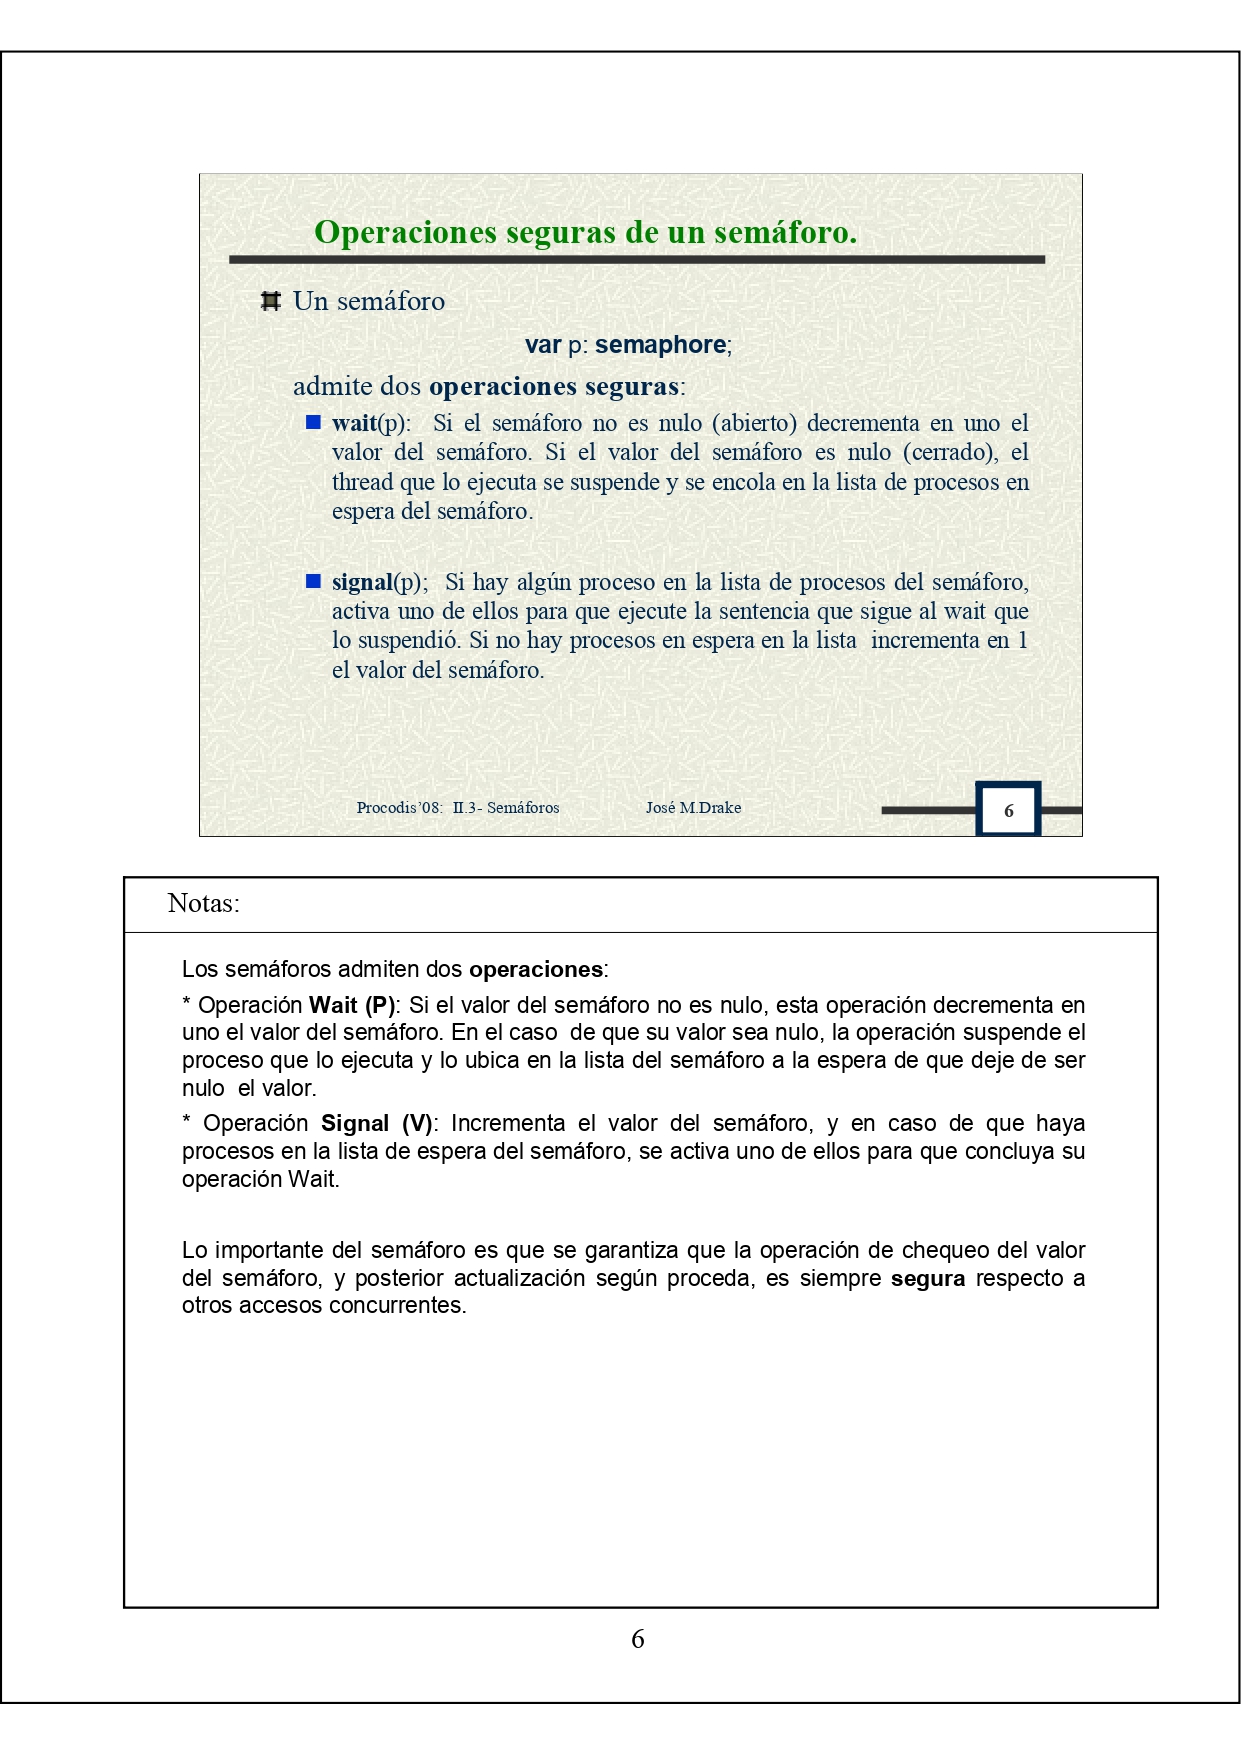 Operaciones seguras de un semáforo.
Un semáforo
var p: semaphore;
admite dos operaciones seguras:
wait(p): Si el semáforo no es nulo (abierto) decrementa en uno el
valor del semáforo. Si el valor del semáforo es nulo (cerrado), el
thread que lo ejecuta se suspende y se encola en la lista de procesos en
espera del semáforo.
signal(p); Si hay algún proceso en la lista de procesos del semáforo,
activa uno de ellos para que ejecute la sentencia que sigue al wait que
lo suspendió. Si no hay procesos en espera en la lista incrementa en 1
el valor del semáforo.
Procodis'08: II.3- Semáforos José M.Drake 6
Notas:
Los semáforos admiten dos operaciones:
* Operación Wait (P): Si el valor del semáforo no es nulo, esta operación decrementa en
uno el valor del semáforo. En el caso de que su valor sea nulo, la operación suspende el
proceso que lo ejecuta y lo ubica en la lista del semáforo a la espera de que deje de ser
nulo el valor.
* Operación Signal (V): Incrementa el valor del semáforo, y en caso de que haya
procesos en la lista de espera del semáforo, se activa uno de ellos para que concluya su
operación Wait.
Lo importante del semáforo es que se garantiza que la operación de chequeo del valor
del semáforo, y posterior actualización según proceda, es siempre segura respecto a
otros accesos concurrentes.
6